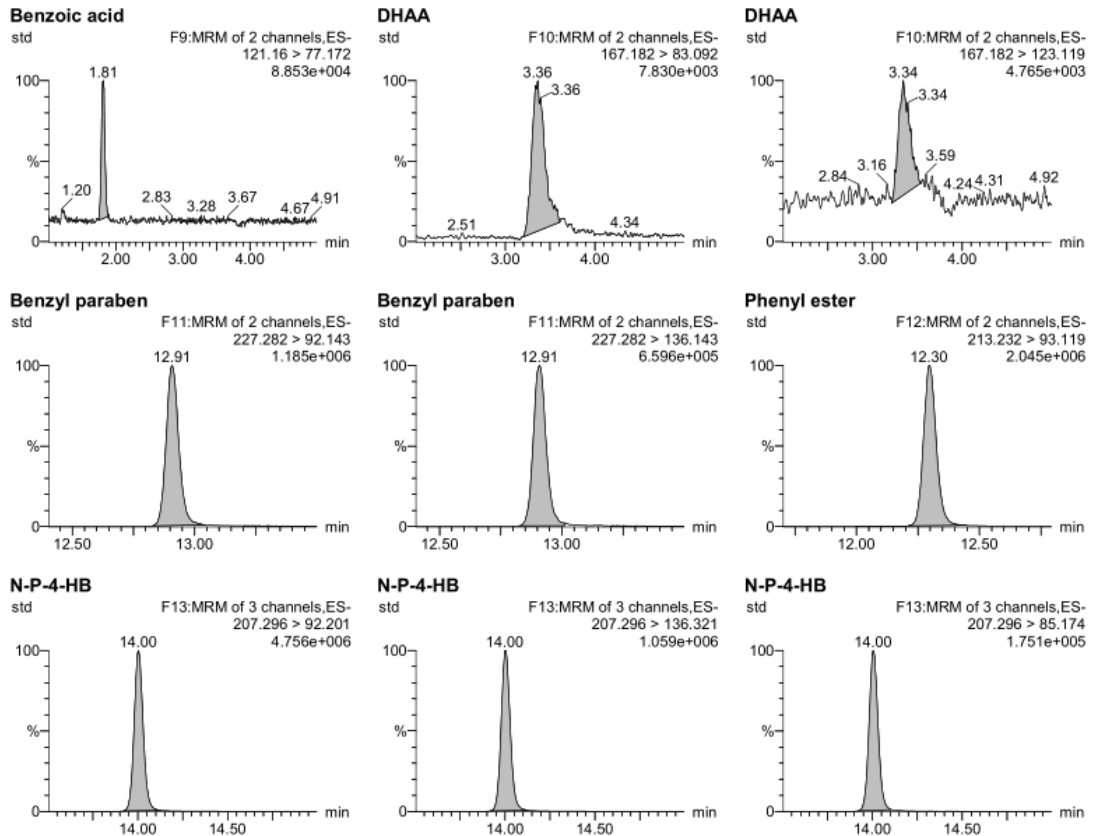 Benzoic acid
std
F9:MRM of 2 channels,ES-
121.16 > 77.172
8.853e+004
100
%
0
1.81
1.20
2.83
3.28
3.67
4.67
4.91
min
2.00 3.00 4.00
DHAA
std
F10:MRM of 2 channels,ES-
167.182 > 83.092
7.830e+003
100
%
0
3.36
3.36
2.51
4.34
min
3.00 4.00
DHAA
std
F10:MRM of 2 channels,ES-
167.182 > 123.119
4.765e+003
100
%
0
3.34
3.34
2.84
3.16
3.59
4.24
4.31
4.92
min
3.00 4.00
Benzyl paraben
std
F11:MRM of 2 channels,ES-
227.282 > 92.143
1.185e+006
100
%
0
12.91
min
12.50 13.00
Benzyl paraben
std
F11:MRM of 2 channels,ES-
227.282 > 136.143
6.596e+005
100
%
0
12.91
min
12.50 13.00
Phenyl ester
std
F12:MRM of 2 channels,ES-
213.232 > 93.119
2.045e+006
100
%
0
12.30
min
12.00 12.50
N-P-4-HB
std
F13:MRM of 3 channels,ES-
207.296 > 92.201
4.756e+006
100
%
0
14.00
min
14.00 14.50
N-P-4-HB
std
F13:MRM of 3 channels,ES-
207.296 > 136.321
1.059e+006
100
%
0
14.00
min
14.00 14.50
N-P-4-HB
std
F13:MRM of 3 channels,ES-
207.296 > 85.174
1.751e+005
100
%
0
14.00
min
14.00 14.50